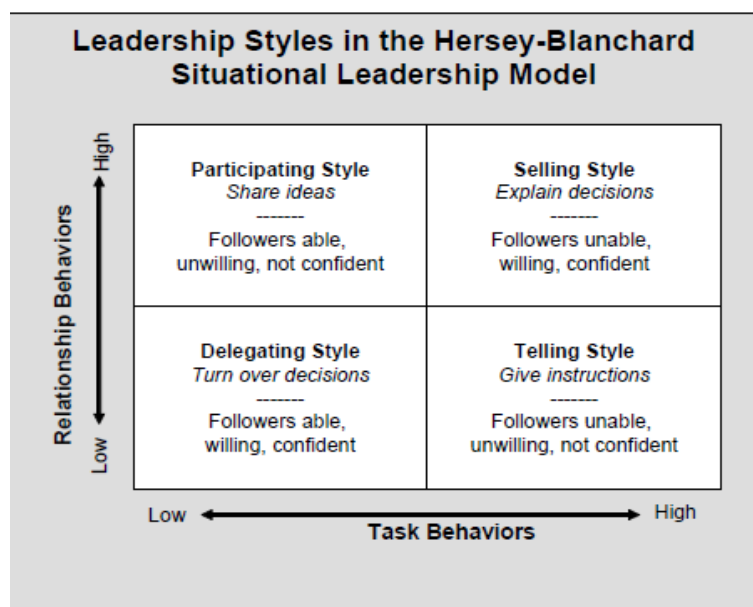 Leadership Styles in the Hersey-Blanchard
Situational Leadership Model
Relationship Behaviors
High
Low
Participating Style
Share ideas
-------
Followers able,
unwilling, not confident
Selling Style
Explain decisions
-------
Followers unable,
willing, confident
Delegating Style
Turn over decisions
-------
Followers able,
willing, confident
Telling Style
Give instructions
-------
Followers unable,
unwilling, not confident
Low
High
Task Behaviors